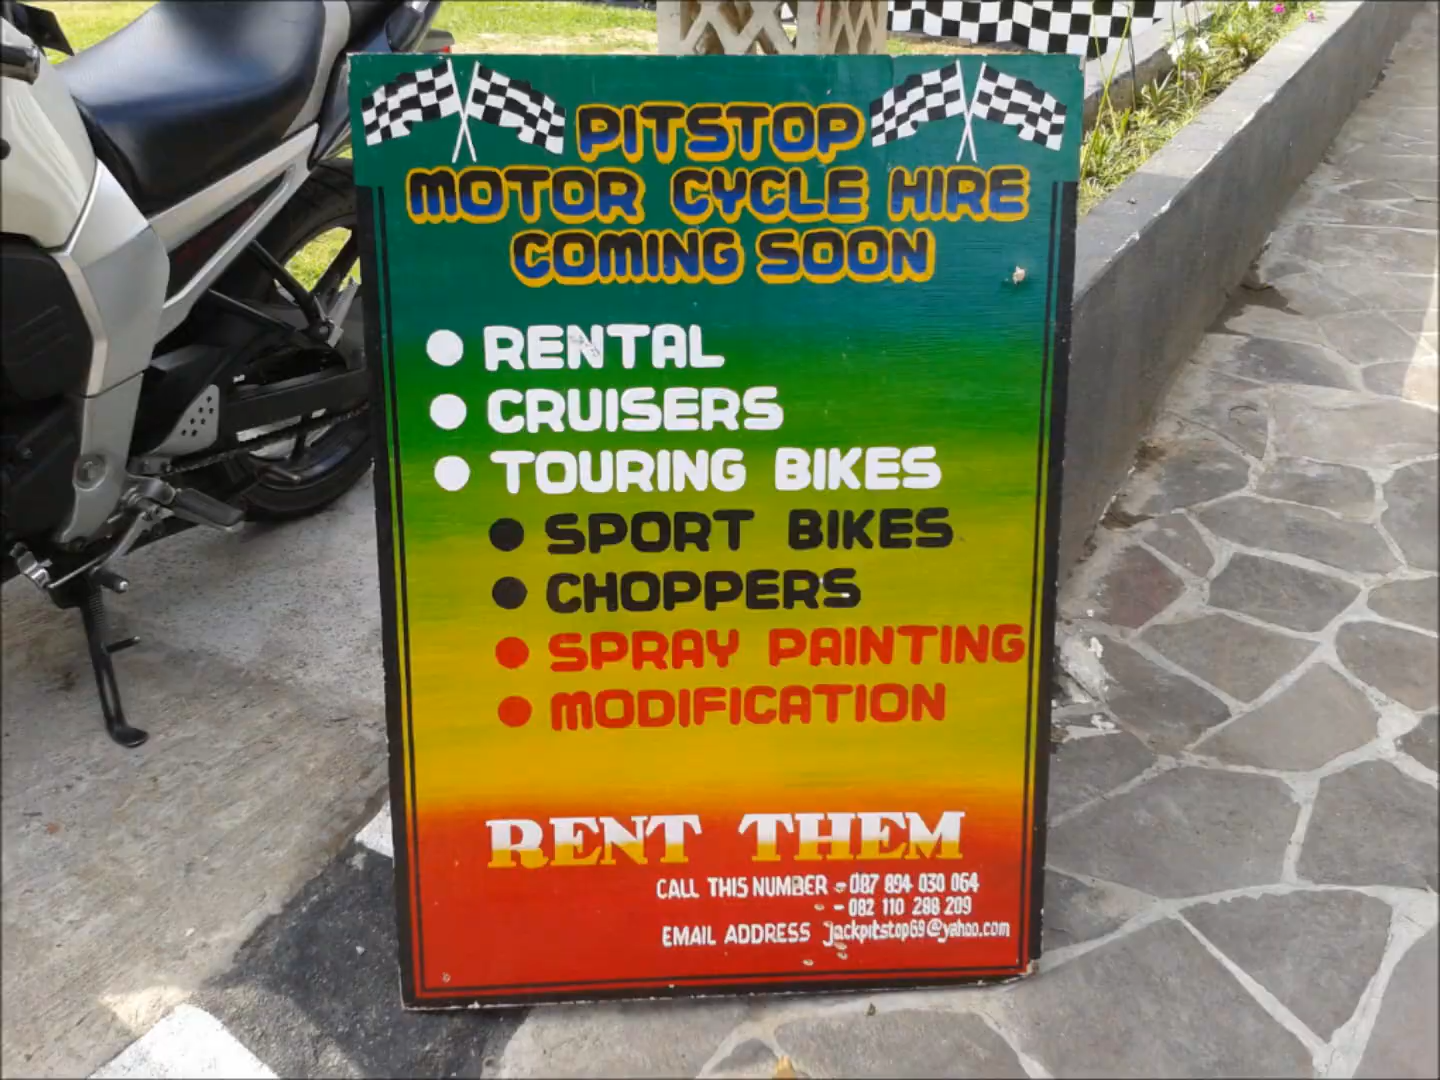 PITSTOP
MOTOR CYCLE HIRE
COMING SOON
● RENTAL
● CRUISERS
● TOURING BIKES
● SPORT BIKES
● CHOPPERS
● SPRAY PAINTING
● MODIFICATION
RENT THEM
CALL THIS NUMBER - 087 894 030 064
- 082 110 288 209
EMAIL ADDRESS jackpitstop69@yahoo.com